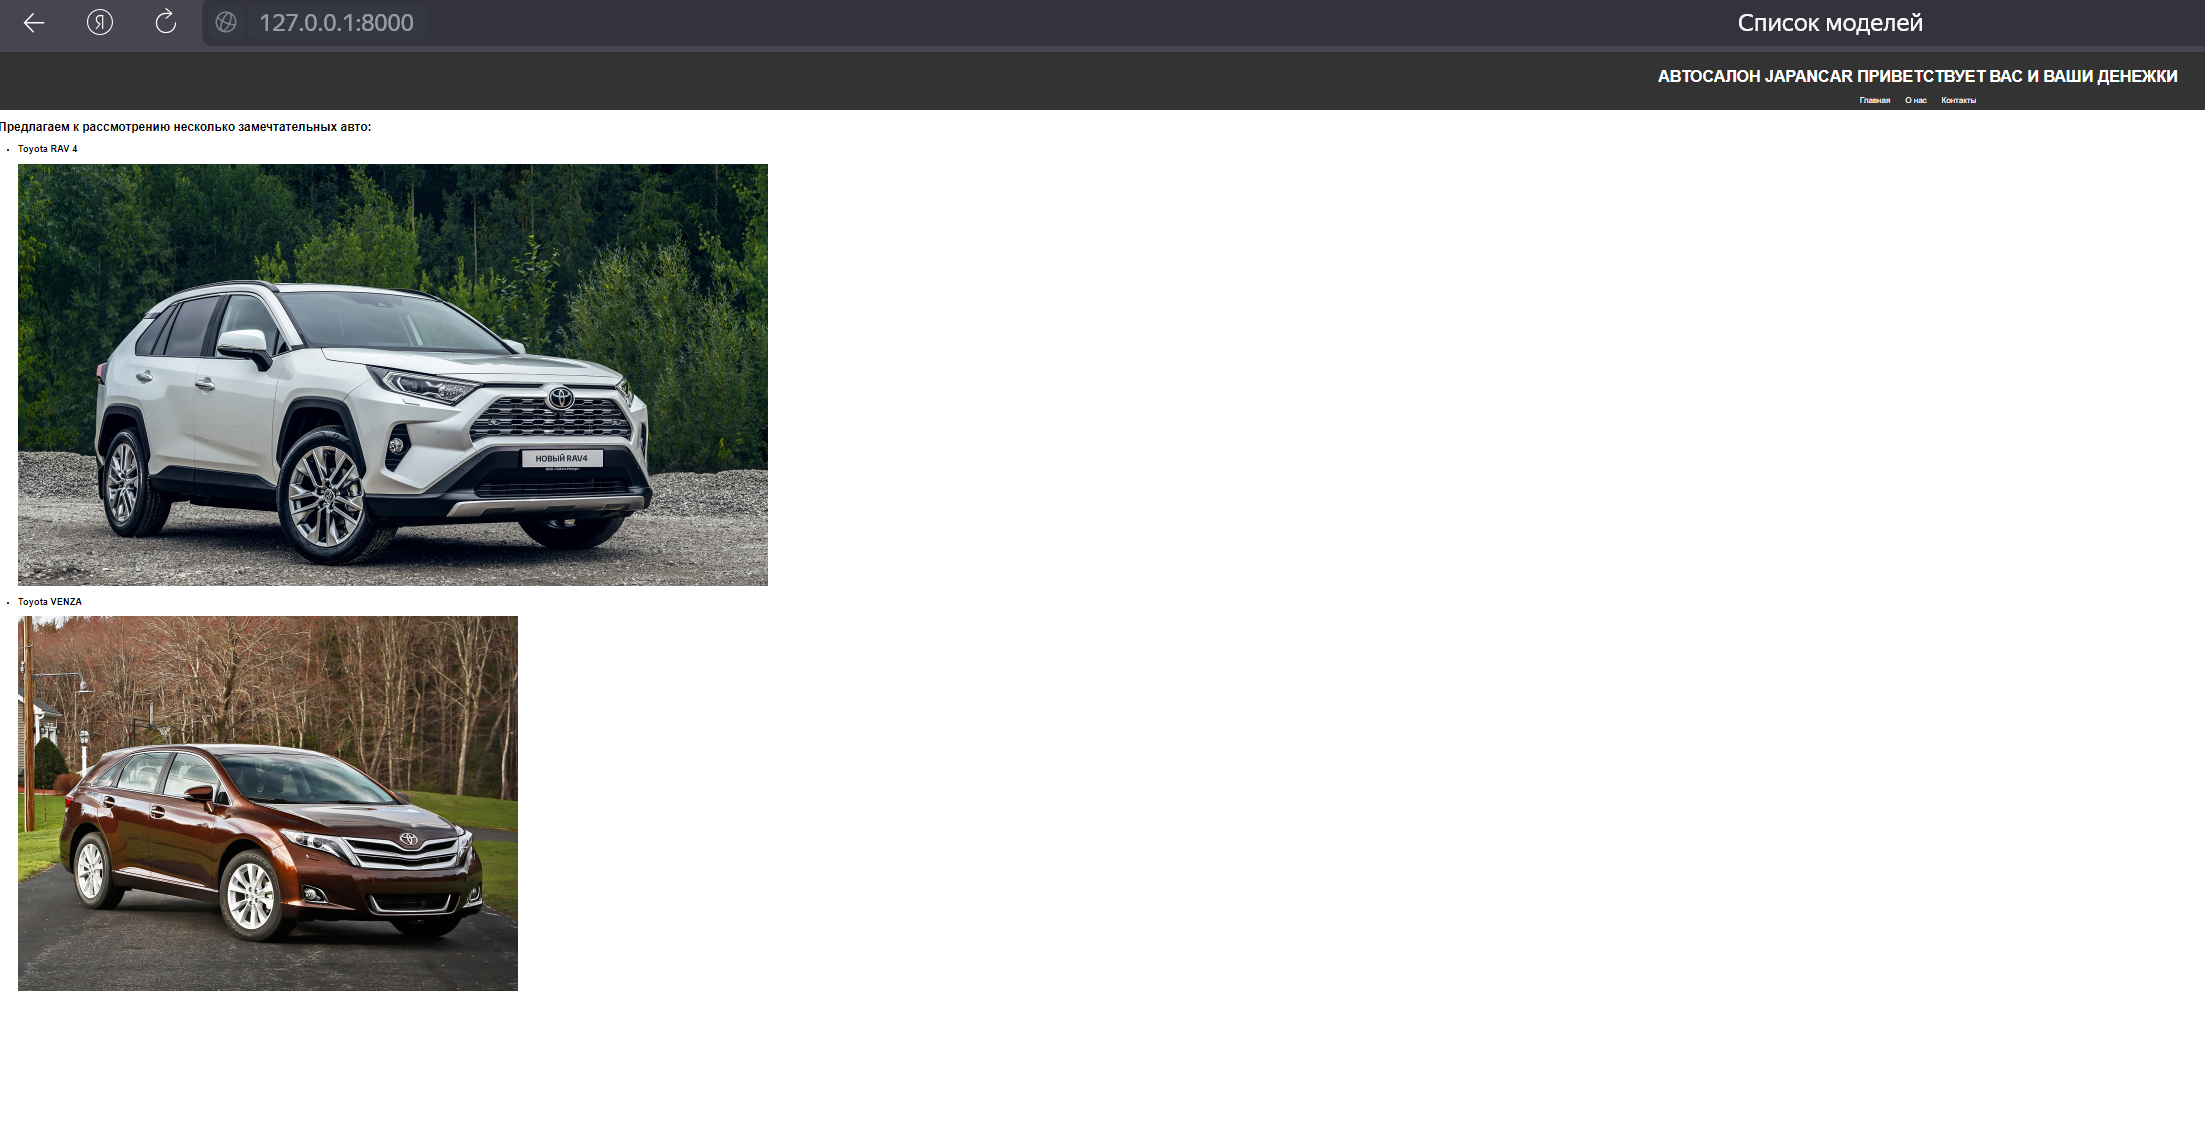 127.0.0.1:8000
Список моделей
АВТОСАЛОН JAPANCAR ПРИВЕТСТВУЕТ ВАС И ВАШИ ДЕНЕЖКИ
Главная О нас Контакты
Предлагаем к рассмотрению несколько замечтательных авто:
Toyota RAV 4
НОВЫЙ RAV4
Toyota VENZA